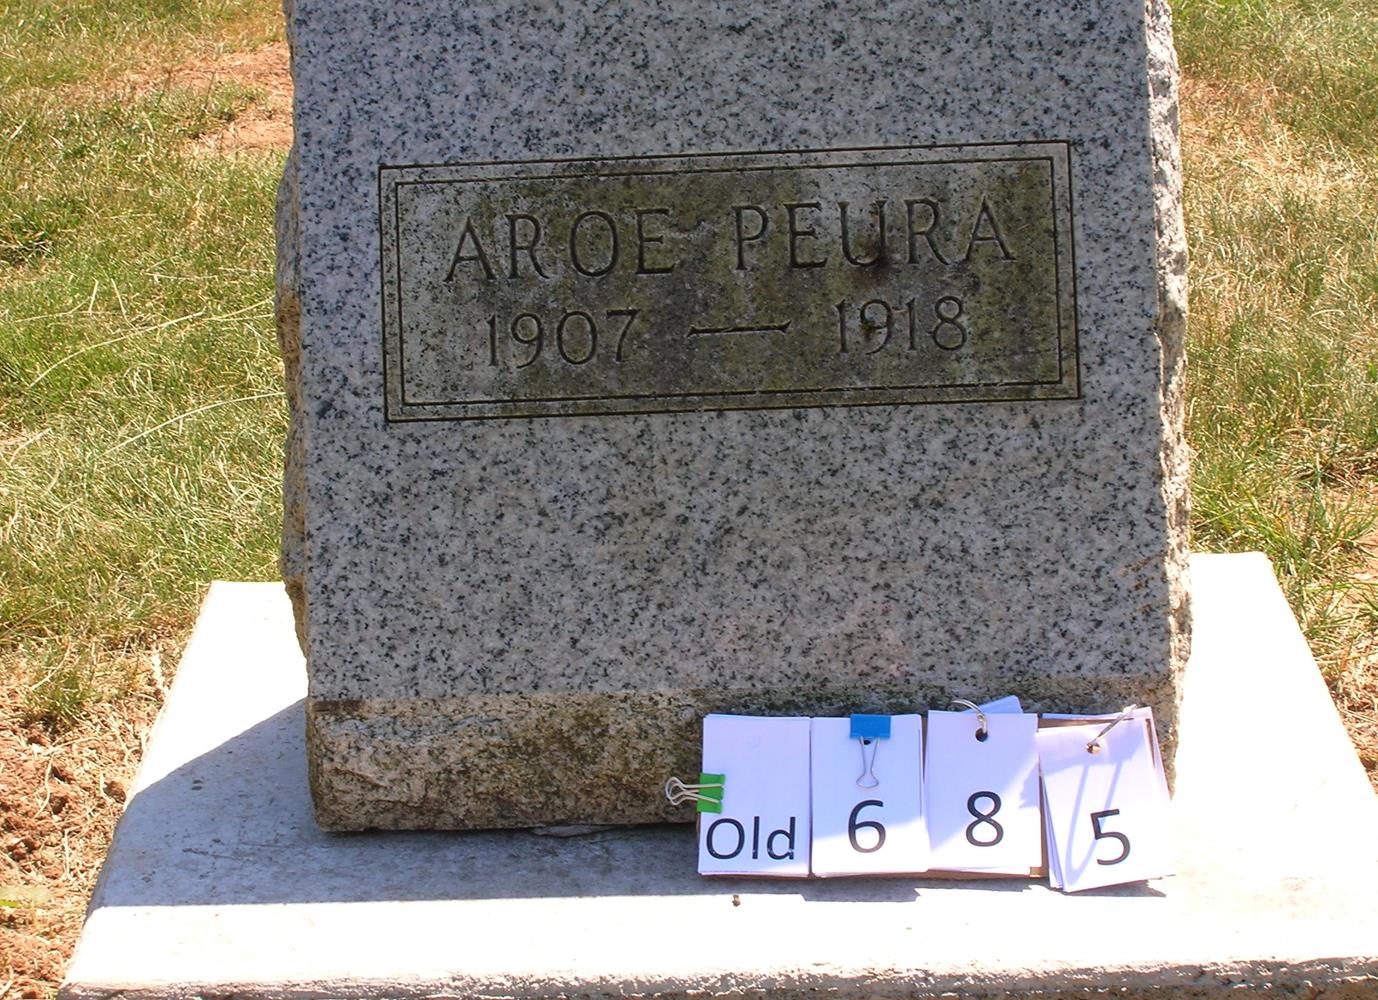 AROE PEURA
1907 — 1918
Old 6 8 5